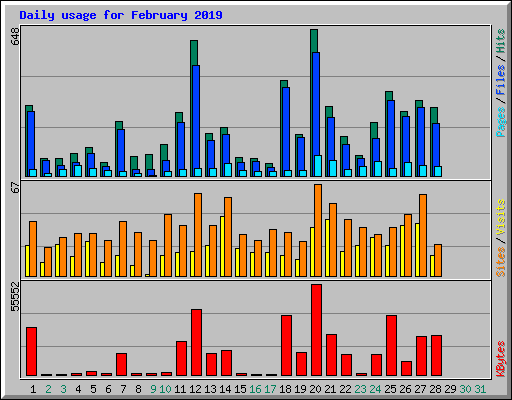 Daily usage for February 2019
648
67
55552
Pages / Files / Hits
Sites / Visits
KBytes
1 2 3 4 5 6 7 8 9 10 11 12 13 14 15 16 17 18 19 20 21 22 23 24 25 26 27 28 29 30 31